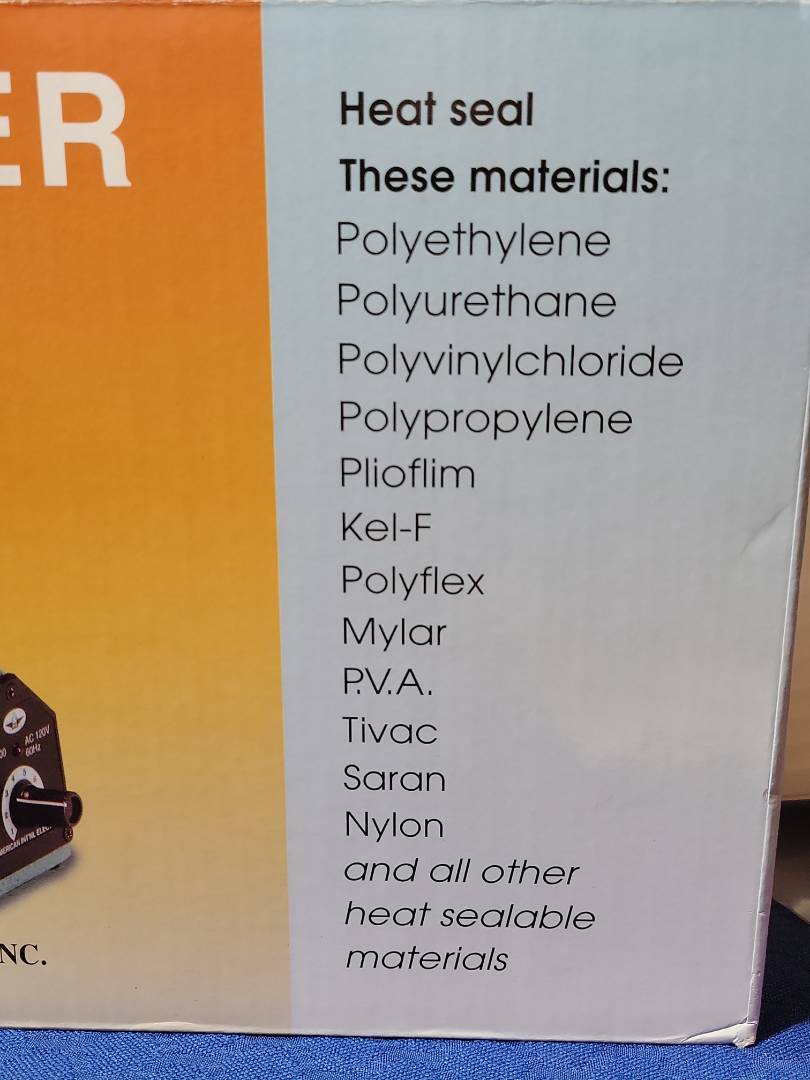 ER
Heat seal
These materials:
Polyethylene
Polyurethane
Polyvinylchloride
Polypropylene
Plioflim
Kel-F
Polyflex
Mylar
P.V.A.
Tivac
Saran
Nylon
and all other
heat sealable
materials
AC 120V
60Hz
NC.